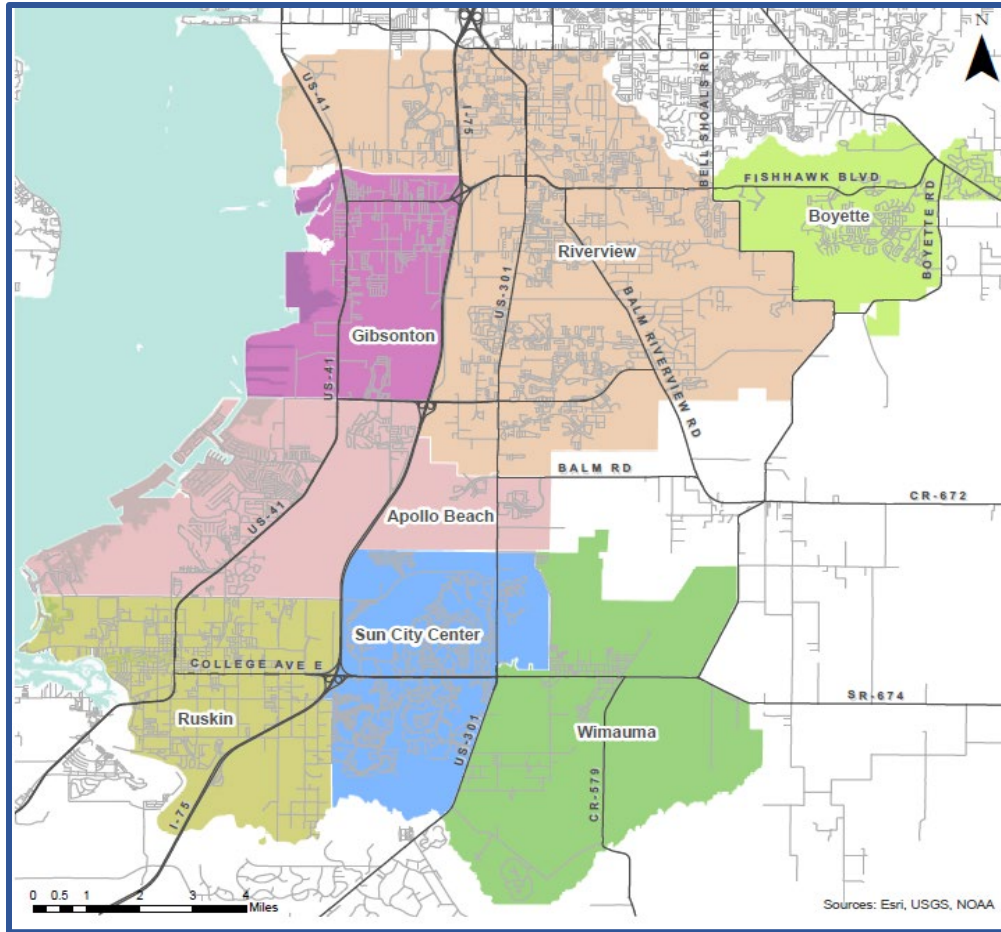 N
US-41
I-75
BELL SHOALS RD
FISHHAWK BLVD
BOYETTE RD
Boyette
Riverview
US-301
BALM RIVERVIEW RD
Gibsonton
US-41
BALM RD
CR-672
Apollo Beach
US-41
Sun City Center
COLLEGE AVE E
SR-674
Ruskin
Wimauma
US-301
CR-579
I-75
0 0.5 1 2 3 4
Miles
Sources: Esri, USGS, NOAA